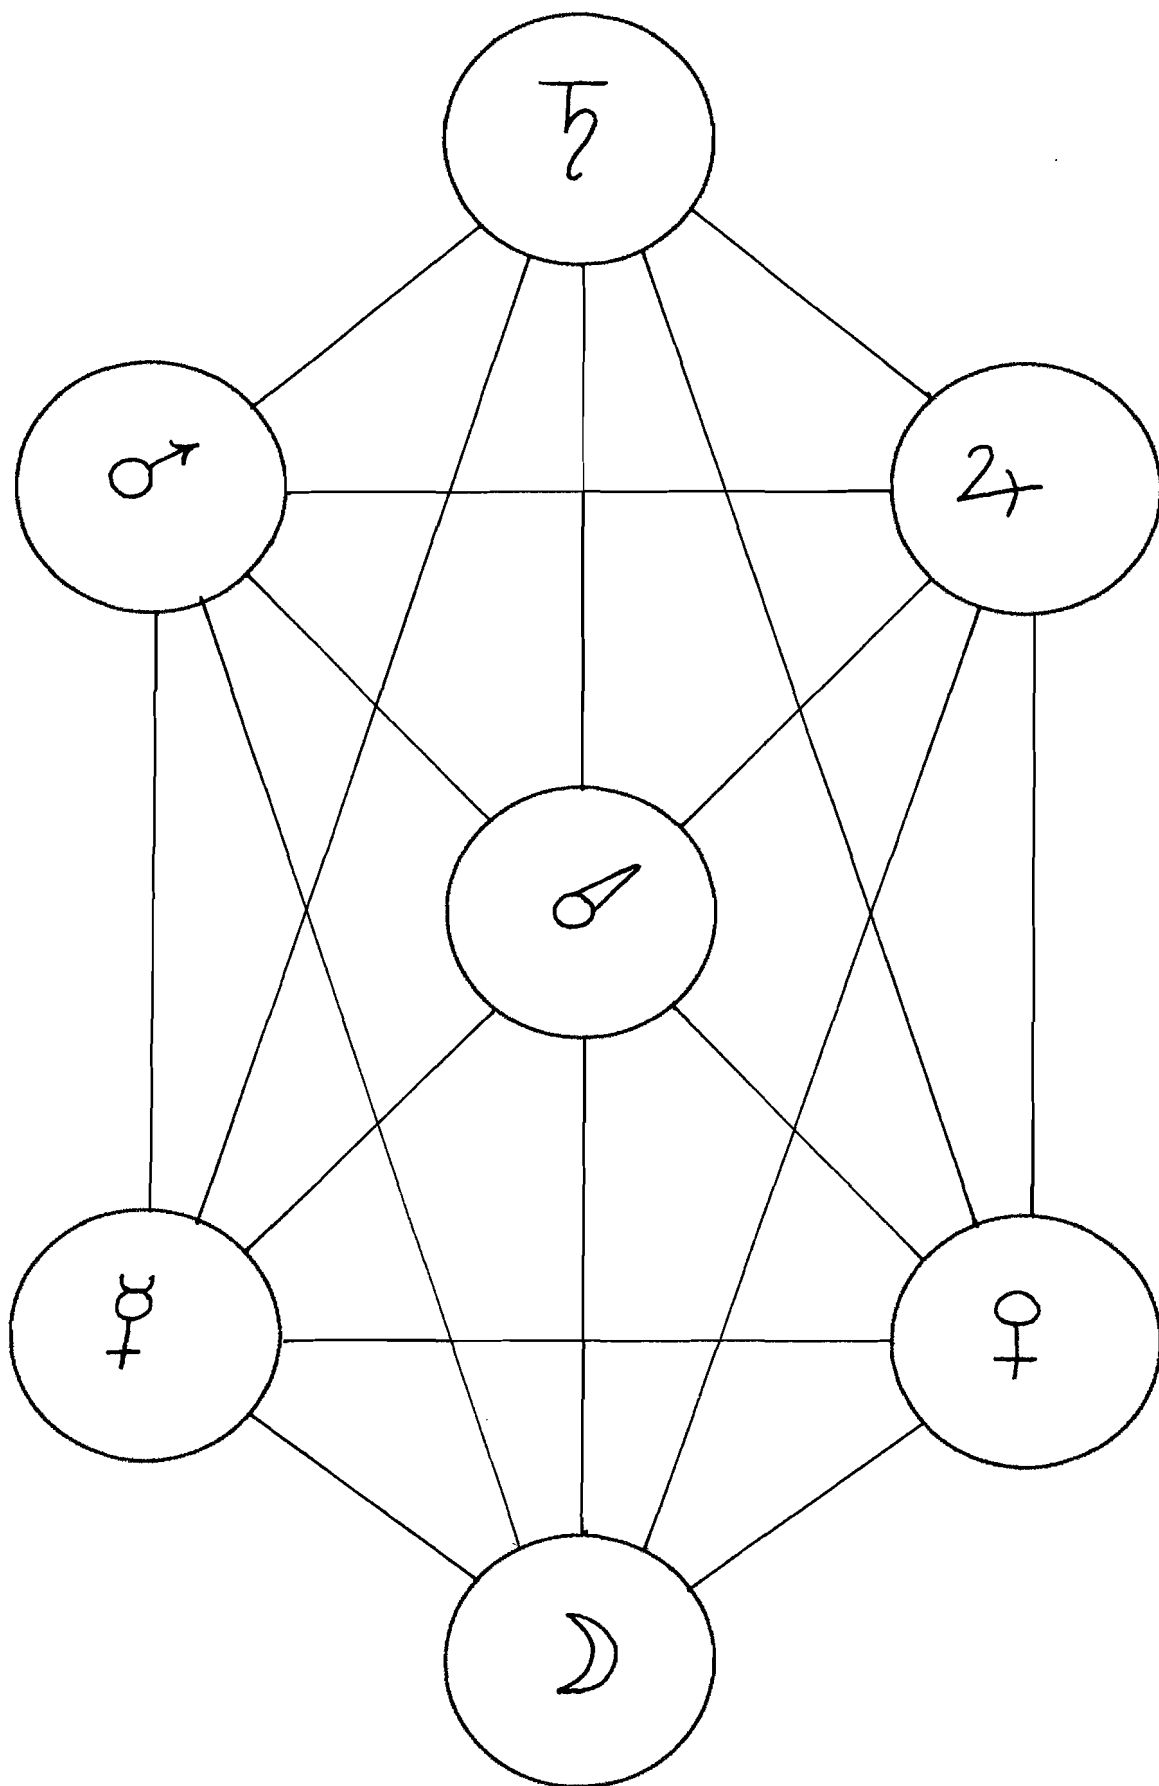 ♄
♂ ♃
☿ ♀
☽